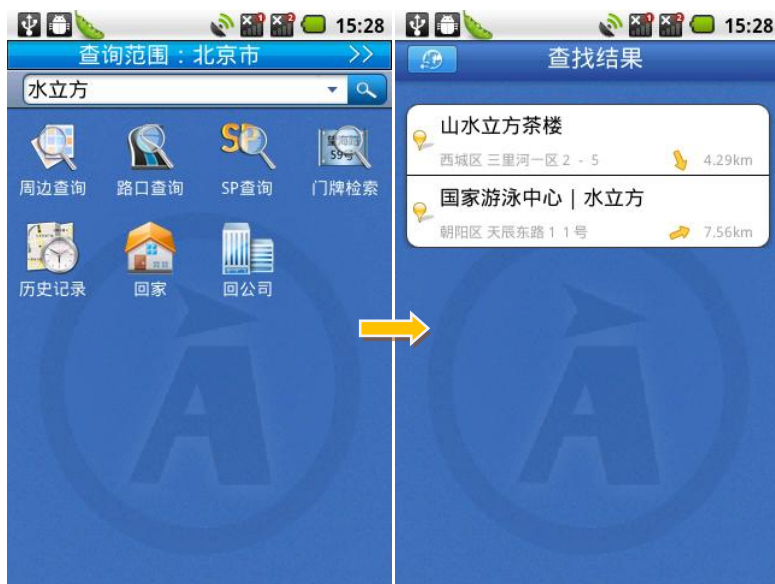 15:28
查询范围：北京市 >>
水立方
周边查询 路口查询 SP查询 门牌检索
历史记录 回家 回公司
15:28
查找结果
山水立方茶楼
西城区 三里河一区 2 - 5 4.29km
国家游泳中心 | 水立方
朝阳区 天辰东路 1 1 号 7.56km